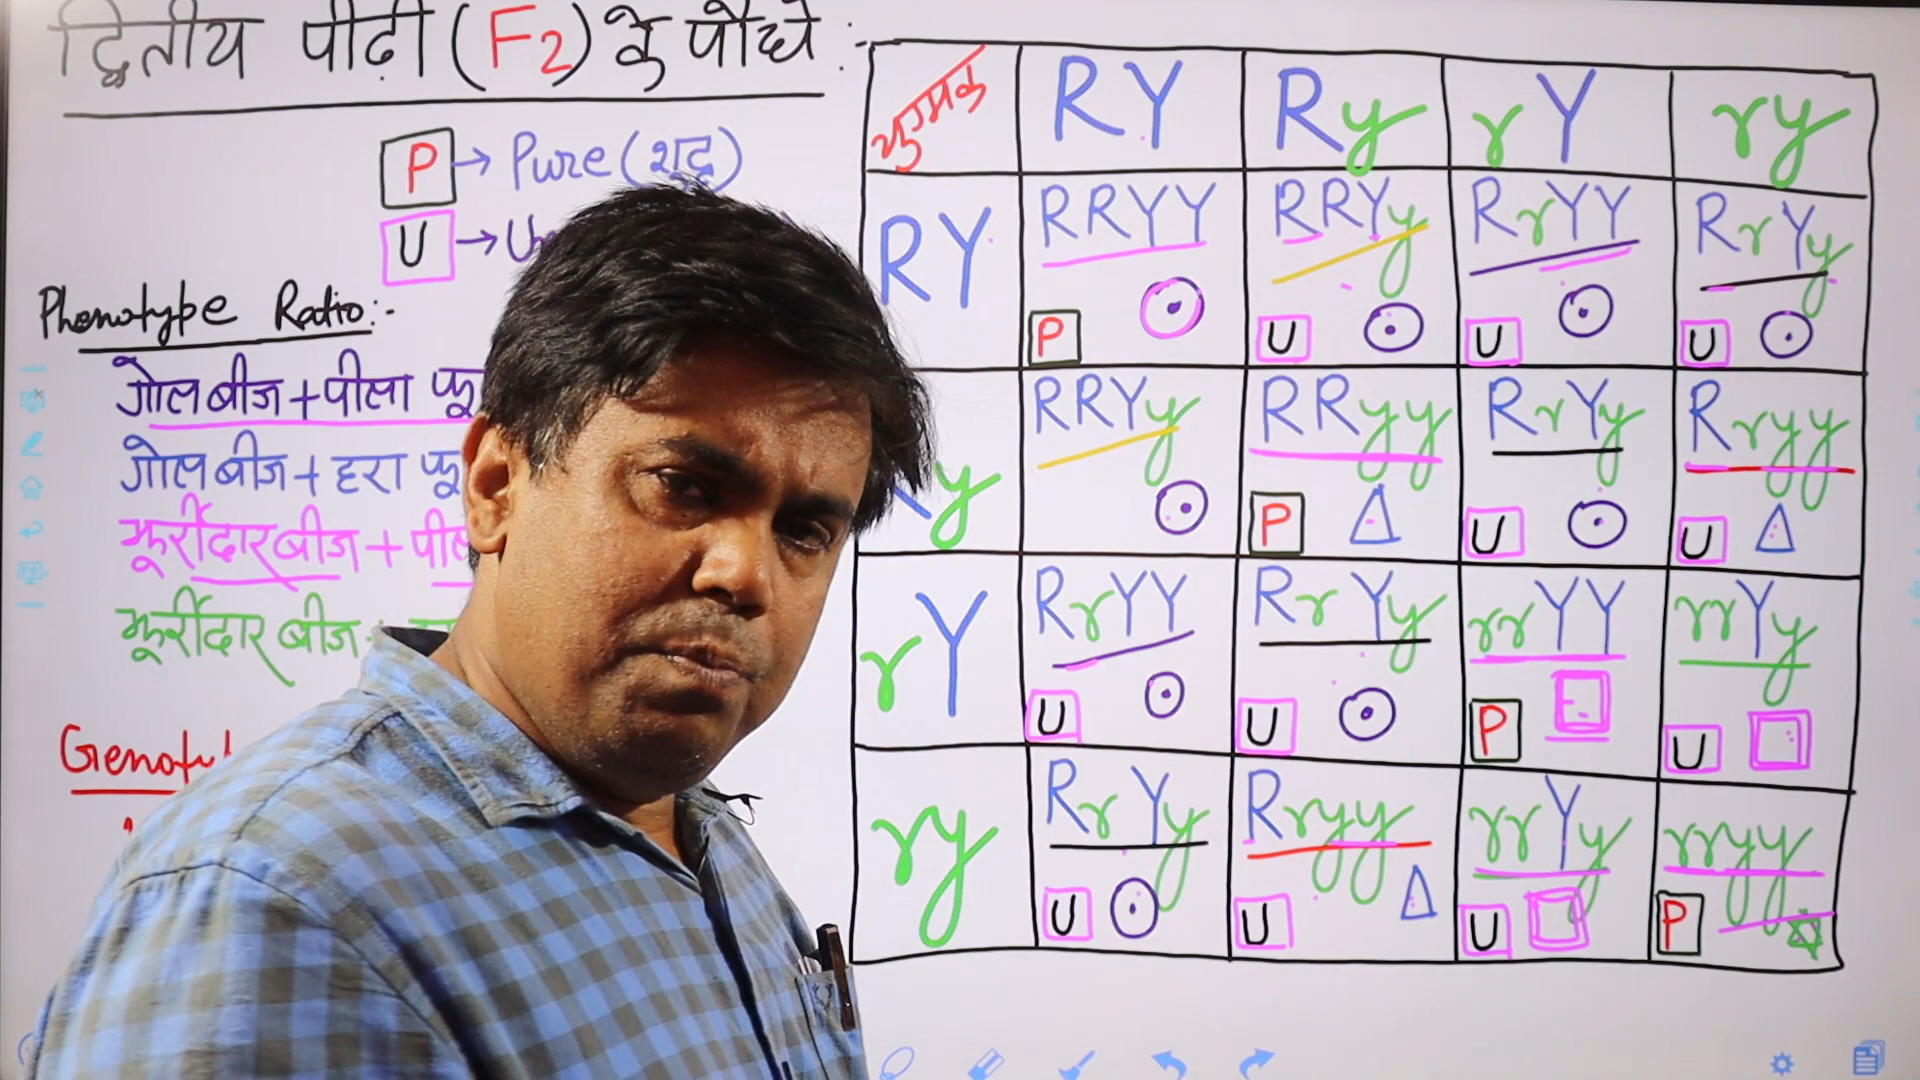 द्वितीय पीढ़ी (F2) के पौधे :-
P → Pure (शुद्ध)
U →
Phenotype Ratio :-
गोल बीज + पीला
गोल बीज + हरा
झुर्रीदार बीज +
झुर्रीदार बीज
युग्मक RY Ry rY ry
RY RRYY RRYy RrYY RrYy
P U U U
y RRYy RRyy RrYy Rryy
P U U
rY RrYY RrYy rrYY rrYy
U U P U
ry RrYy Rryy rrYy rryy
U U U P